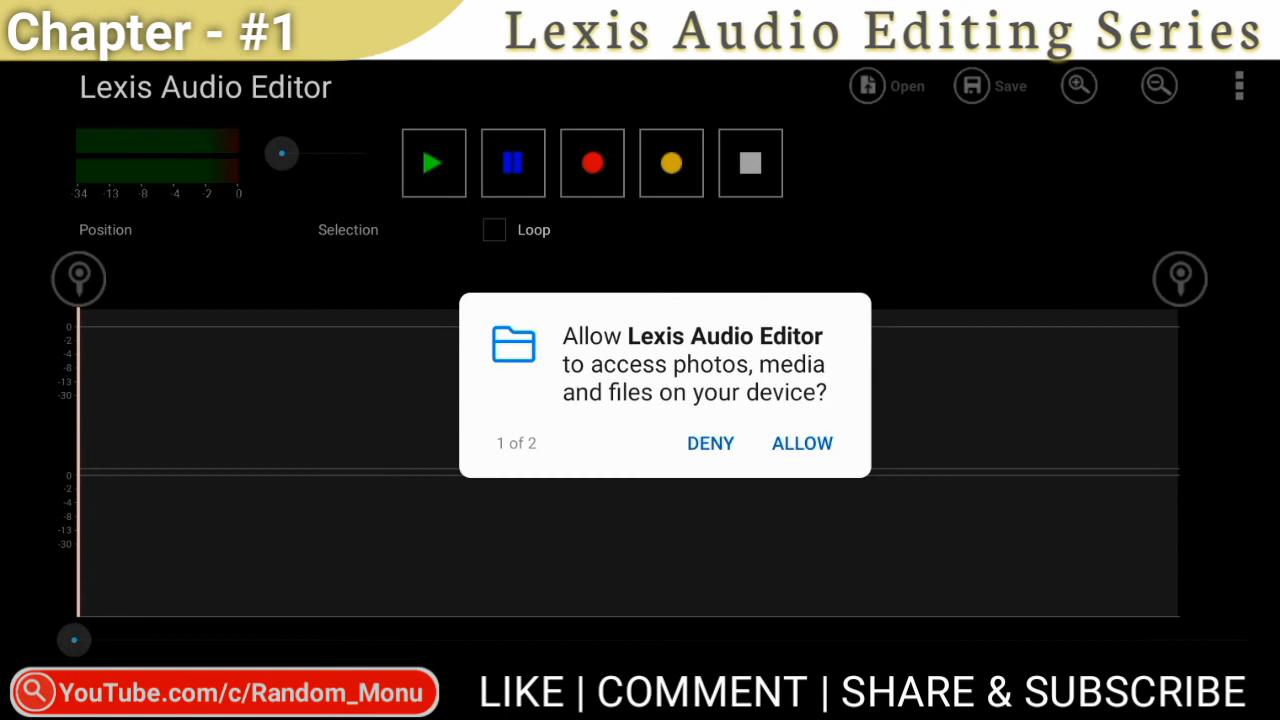 Chapter - #1
Lexis Audio Editing Series
Lexis Audio Editor
Open
Save
-34 -13 -8 -4 -2 0
Position
Selection
Loop
0
-2
-4
-8
-13
-30
0
-2
-4
-8
-13
-30
Allow Lexis Audio Editor
to access photos, media
and files on your device?
1 of 2
DENY
ALLOW
YouTube.com/c/Random_Monu
LIKE | COMMENT | SHARE & SUBSCRIBE